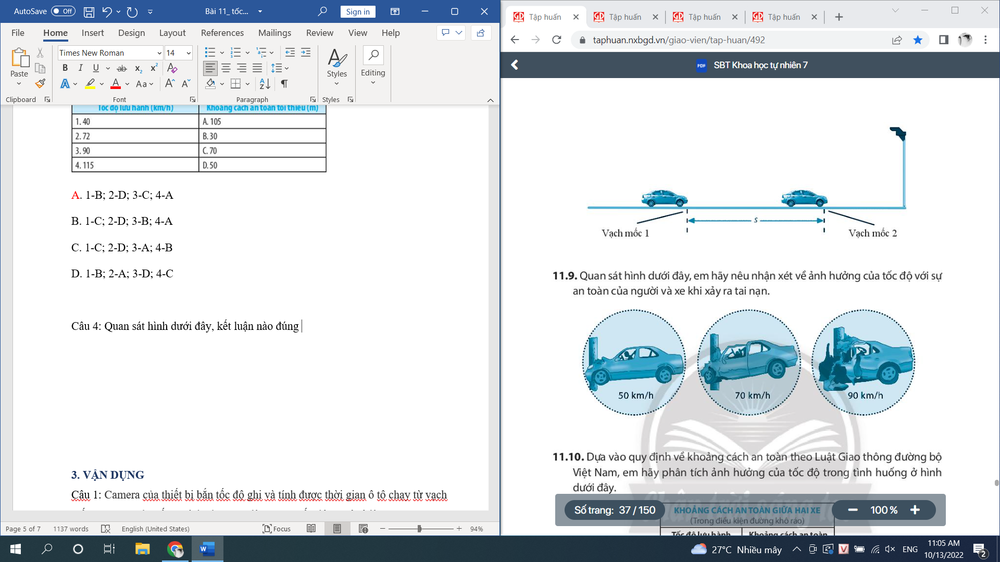 AutoSave Off Bài 11_ tốc... Sign in
File Home Insert Design Layout References Mailings Review View Help
Times New Roman 14
Paste Styles Editing
Clipboard Font Paragraph Styles
Tốc độ lưu hành (km/h) Khoảng cách an toàn tối thiểu (m)
1. 40 A. 105
2. 72 B. 30
3. 90 C. 70
4. 115 D. 50
A. 1-B; 2-D; 3-C; 4-A
B. 1-C; 2-D; 3-B; 4-A
C. 1-C; 2-D; 3-A; 4-B
D. 1-B; 2-A; 3-D; 4-C
Câu 4: Quan sát hình dưới đây, kết luận nào đúng
3. VẬN DỤNG
Câu 1: Camera của thiết bị bắn tốc độ ghi và tính được thời gian ô tô chạy từ vạch
Page 5 of 7 1137 words English (United States) Focus 94%
Tập huấn Tập huấn Tập huấn Tập huấn
taphuan.nxbgd.vn/giao-vien/tap-huan/492
PDF SBT Khoa học tự nhiên 7
S
Vạch mốc 1 Vạch mốc 2
11.9. Quan sát hình dưới đây, em hãy nêu nhận xét về ảnh hưởng của tốc độ với sự
an toàn của người và xe khi xảy ra tai nạn.
50 km/h 70 km/h 90 km/h
11.10. Dựa vào quy định về khoảng cách an toàn theo Luật Giao thông đường bộ
Việt Nam, em hãy phân tích ảnh hưởng của tốc độ trong tình huống ở hình
dưới đây.
Số trang: 37 / 150 KHOẢNG CÁCH AN TOÀN GIỮA HAI XE 100 %
(Trong điều kiện đường khô ráo)
Tốc độ lưu hành Khoảng cách an toàn
27°C Nhiều mây ENG 11:05 AM
10/13/2022 2